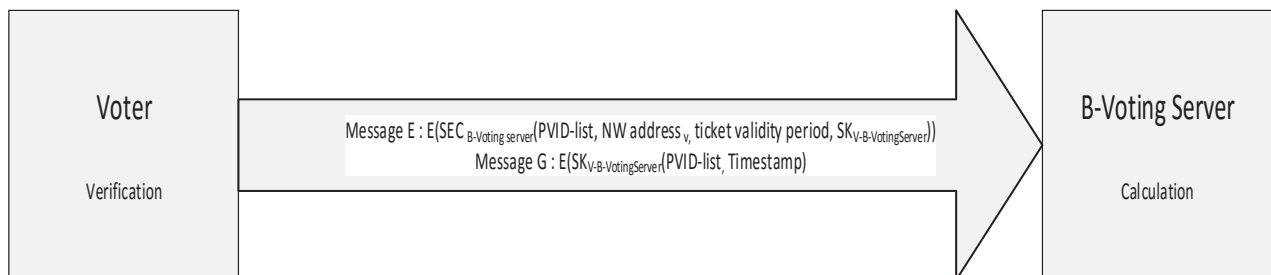 Voter
Verification
Message E : E(SEC B-Voting server(PVID-list, NW address v, ticket validity period, SKV-B-VotingServer))
Message G : E(SKV-B-VotingServer(PVID-list, Timestamp)
B-Voting Server
Calculation